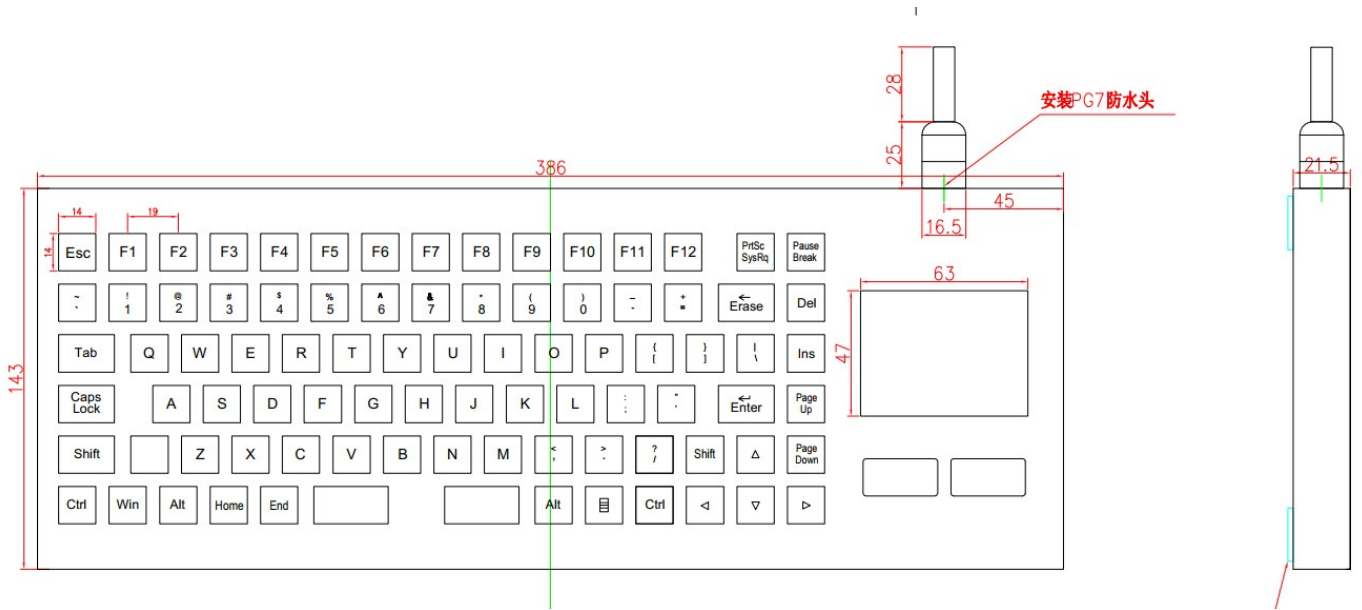 28
安装PG7防水头
25
386
21.5
45
16.5
14
19
14
Esc F1 F2 F3 F4 F5 F6 F7 F8 F9 F10 F11 F12 PrtSc Pause
SysRq Break
63
~ ! @ # $ % ^ & * ( ) _ + ← Del
` 1 2 3 4 5 6 7 8 9 0 - = Erase
47
143
Tab Q W E R T Y U I O P { } | Ins
[ ] \
Caps A S D F G H J K L : " ↵ Page
Lock ; ' Enter Up
Shift Z X C V B N M < > ? Shift △ Page
, . / Down
Ctrl Win Alt Home End Alt Ctrl ◁ ▽ ▷